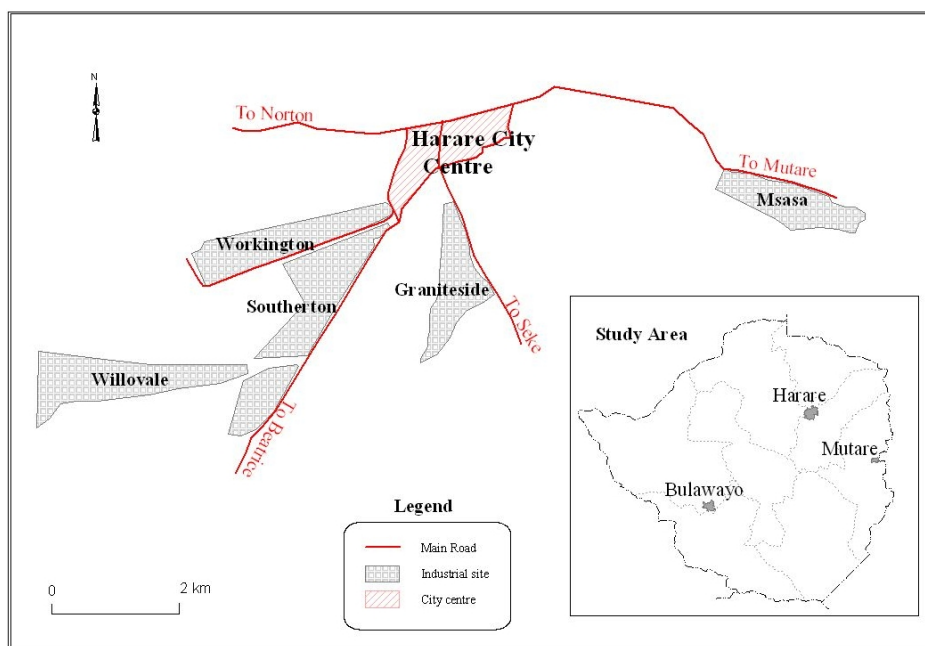 N
To Norton
Harare City
Centre
To Mutare
Msasa
Workington
Southerton
Graniteside
To Seke
Willovale
To Beatrice
Study Area
Harare
Mutare
Bulawayo
Legend
Main Road
Industrial site
City centre
0 2 km